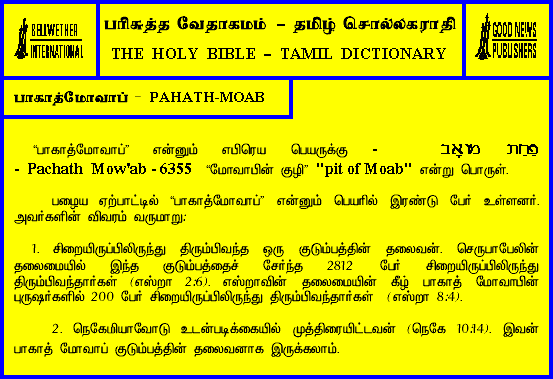 BELLWETHER
INTERNATIONAL
பரிசுத்த வேதாகமம் – தமிழ் சொல்லகராதி
THE HOLY BIBLE – TAMIL DICTIONARY
GOOD NEWS
PUBLISHERS
பாகாத்மோவாப் – PAHATH-MOAB
“பாகாத்மோவாப்” என்னும் எபிரெய பெயருக்கு - פַּחַת מוֹאָב
- Pachath Mow'ab - 6355 “மோவாபின் குழி” "pit of Moab" என்று பொருள்.
பழைய ஏற்பாட்டில் “பாகாத்மோவாப்” என்னும் பெயரில் இரண்டு பேர் உள்ளனர்.
அவர்களின் விவரம் வருமாறு:
1. சிறையிருப்பிலிருந்து திரும்பிவந்த ஒரு குடும்பத்தின் தலைவன். செருபாபேலின்
தலைமையில் இந்த குடும்பத்தைச் சேர்ந்த 2812 பேர் சிறையிருப்பிலிருந்து
திரும்பிவந்தார்கள் (எஸ்றா 2:6). எஸ்றாவின் தலைமையின் கீழ் பாகாத் மோவாபின்
புருஷர்களில் 200 பேர் சிறையிருப்பிலிருந்து திரும்பிவந்தார்கள் (எஸ்றா 8:4).
2. நெகேமியாவோடு உடன்படிக்கையில் முத்திரையிட்டவன் (நெகே 10:14). இவன்
பாகாத் மோவாப் குடும்பத்தின் தலைவனாக இருக்கலாம்.